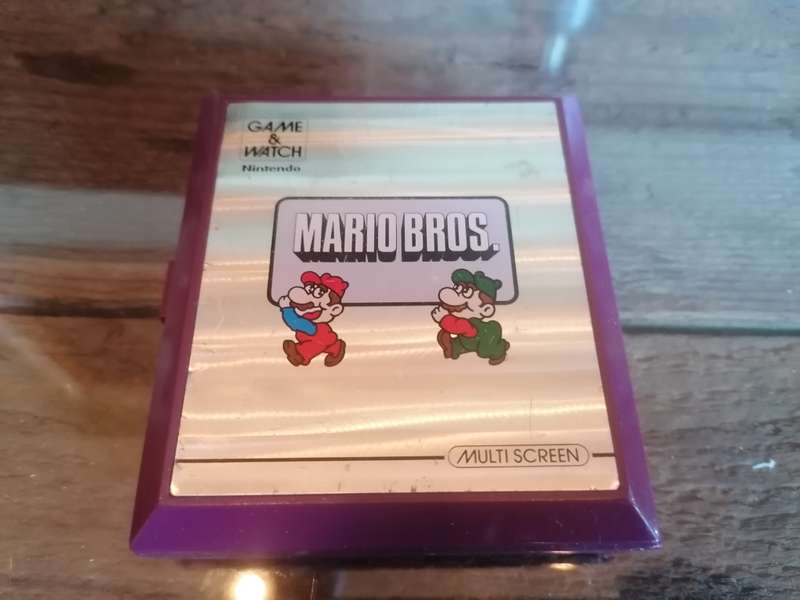 GAME
&
WATCH
Nintendo
MARIO BROS.
MULTI SCREEN